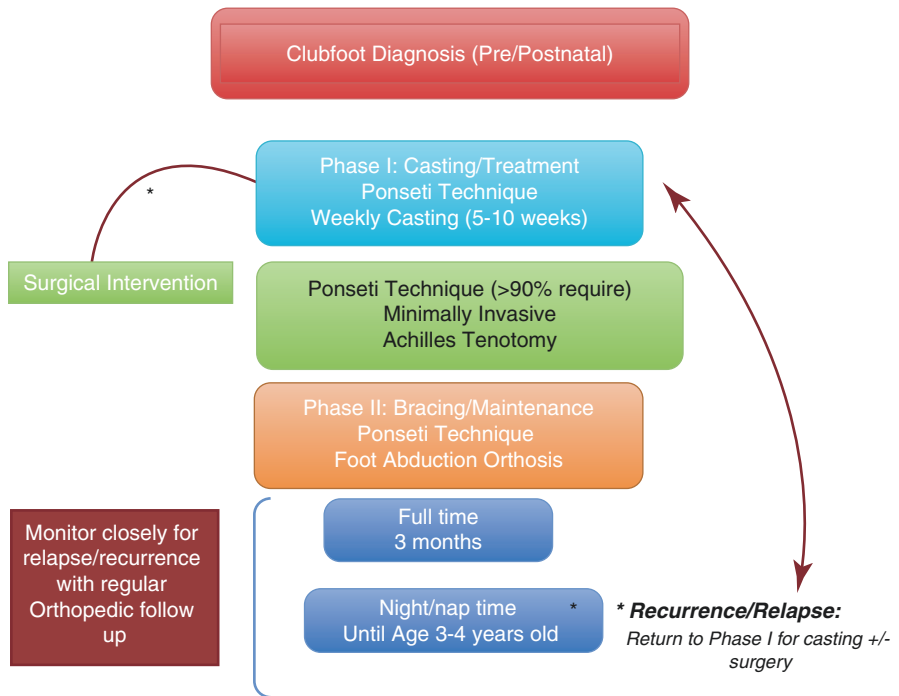 Clubfoot Diagnosis (Pre/Postnatal)
Phase I: Casting/Treatment
Ponseti Technique
Weekly Casting (5-10 weeks)
*
Surgical Intervention
Ponseti Technique (>90% require)
Minimally Invasive
Achilles Tenotomy
Phase II: Bracing/Maintenance
Ponseti Technique
Foot Abduction Orthosis
Monitor closely for
relapse/recurrence
with regular
Orthopedic follow
up
Full time
3 months
Night/nap time *
Until Age 3-4 years old
* Recurrence/Relapse:
Return to Phase I for casting +/-
surgery